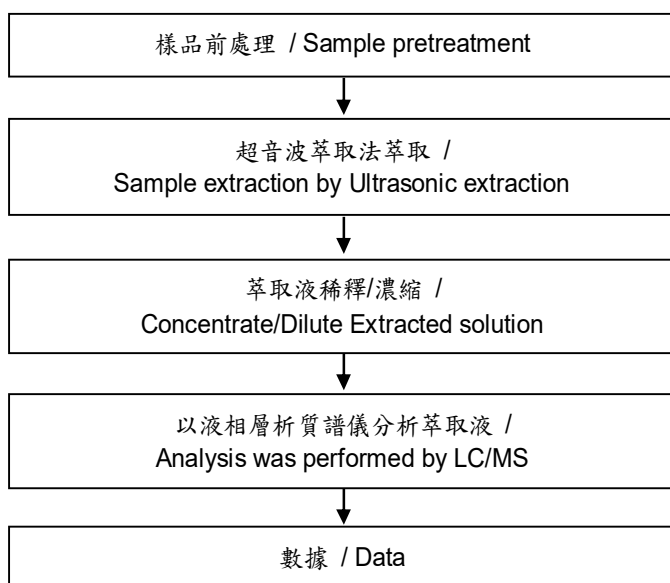 樣品前處理 / Sample pretreatment
超音波萃取法萃取 /
Sample extraction by Ultrasonic extraction
萃取液稀釋/濃縮 /
Concentrate/Dilute Extracted solution
以液相層析質譜儀分析萃取液 /
Analysis was performed by LC/MS
數據 / Data